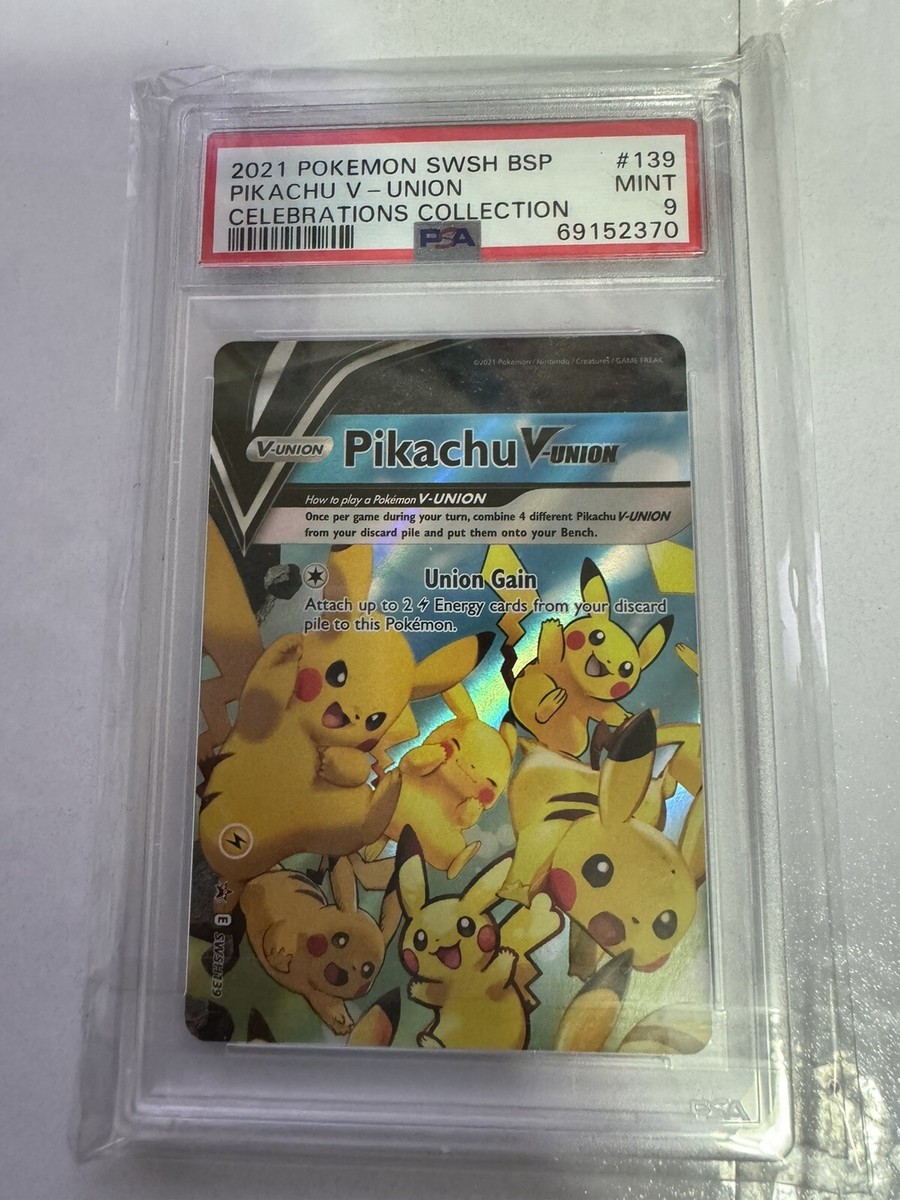 2021 POKEMON SWSH BSP #139
PIKACHU V-UNION MINT
CELEBRATIONS COLLECTION 9
PSA 69152370
©2021 Pokémon / Nintendo / Creatures / GAME FREAK
V-UNION Pikachu V-UNION
How to play a Pokémon V-UNION
Once per game during your turn, combine 4 different Pikachu V-UNION
from your discard pile and put them onto your Bench.
Union Gain
Attach up to 2 Energy cards from your discard
pile to this Pokémon.
E SWSH139
PSA